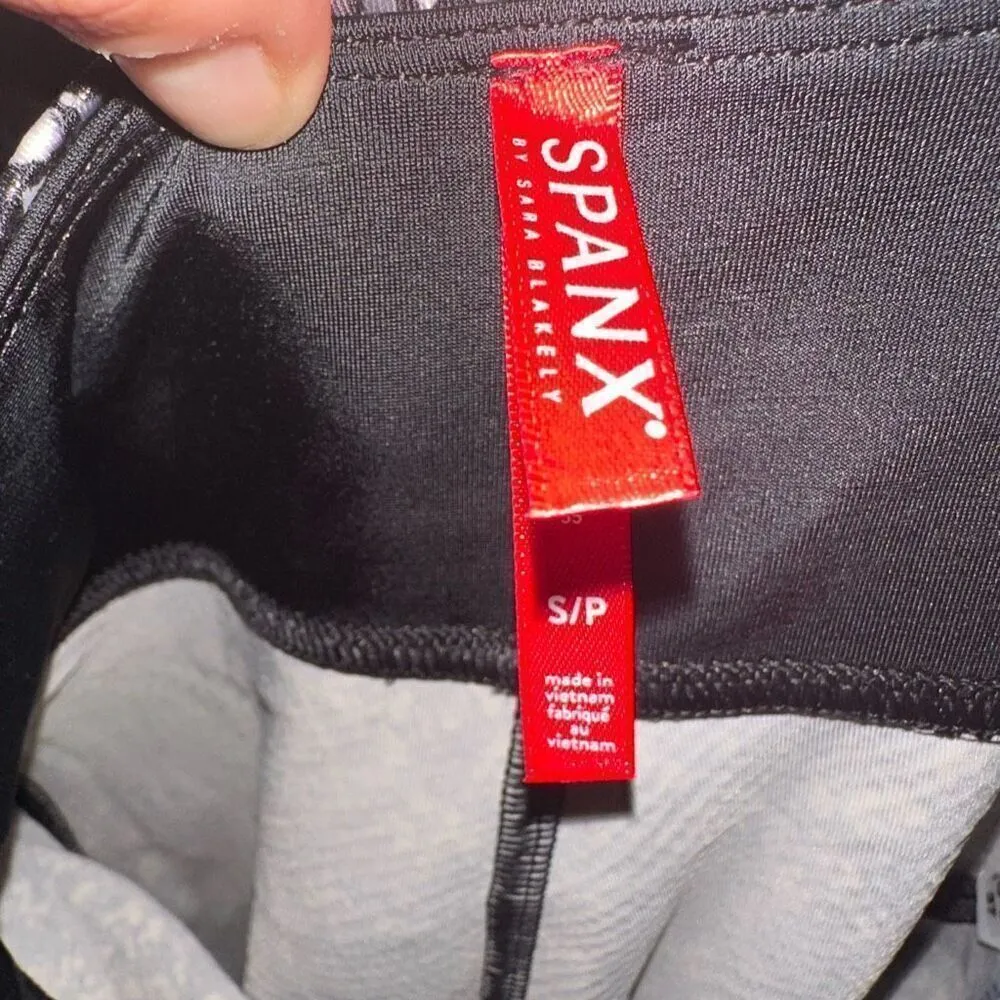 SPANX.
BY SARA BLAKELY
S/P
made in
vietnam
fabriqué
au
vietnam